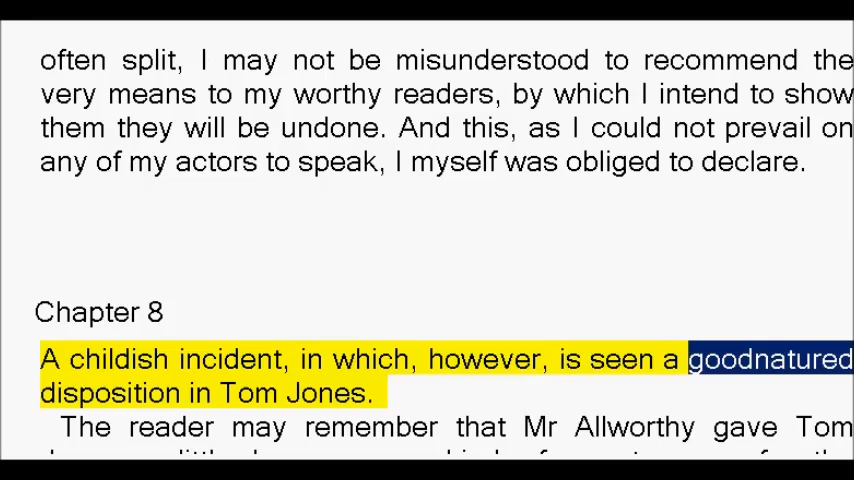 often split, I may not be misunderstood to recommend the
very means to my worthy readers, by which I intend to show
them they will be undone. And this, as I could not prevail on
any of my actors to speak, I myself was obliged to declare.
Chapter 8
A childish incident, in which, however, is seen a goodnatured
disposition in Tom Jones.
The reader may remember that Mr Allworthy gave Tom